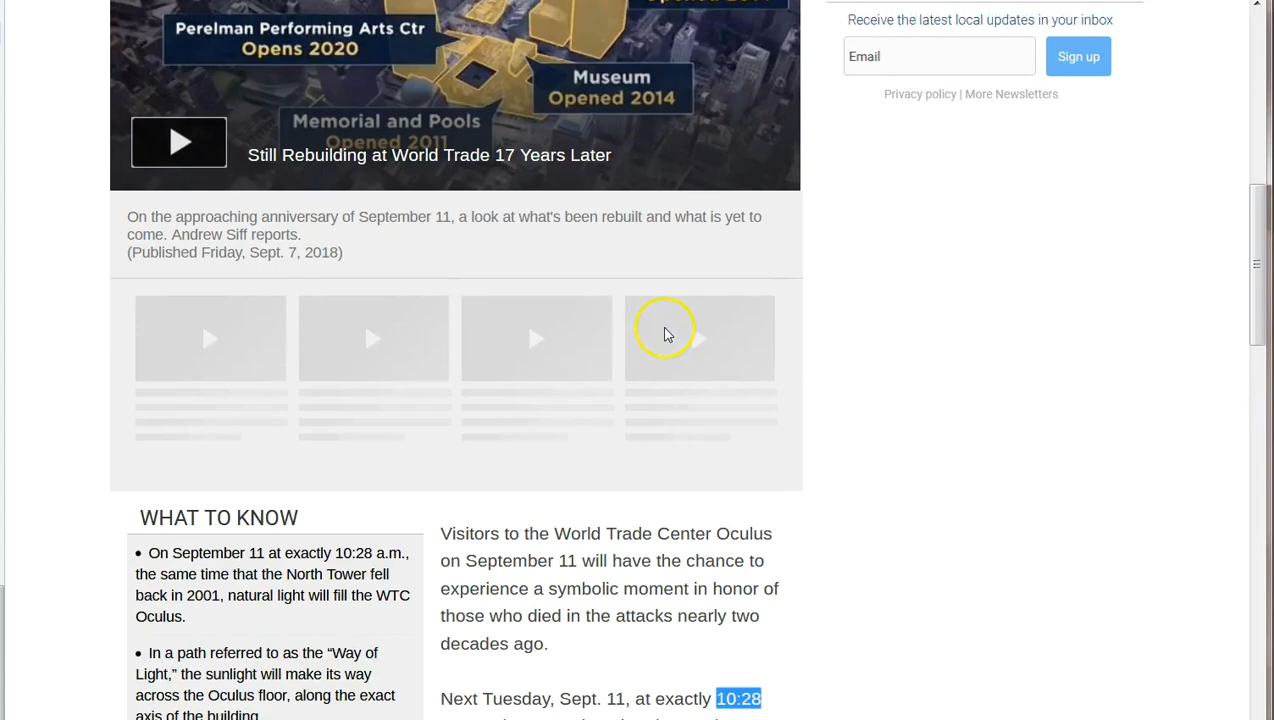 Perelman Performing Arts Ctr
Opens 2020
Museum
Opened 2014
Memorial and Pools
Opened 2011
Still Rebuilding at World Trade 17 Years Later
On the approaching anniversary of September 11, a look at what's been rebuilt and what is yet to
come. Andrew Siff reports.
(Published Friday, Sept. 7, 2018)
Receive the latest local updates in your inbox
Email
Sign up
Privacy policy | More Newsletters
WHAT TO KNOW
• On September 11 at exactly 10:28 a.m.,
the same time that the North Tower fell
back in 2001, natural light will fill the WTC
Oculus.
• In a path referred to as the “Way of
Light,” the sunlight will make its way
across the Oculus floor, along the exact
axis of the building.
Visitors to the World Trade Center Oculus
on September 11 will have the chance to
experience a symbolic moment in honor of
those who died in the attacks nearly two
decades ago.
Next Tuesday, Sept. 11, at exactly 10:28